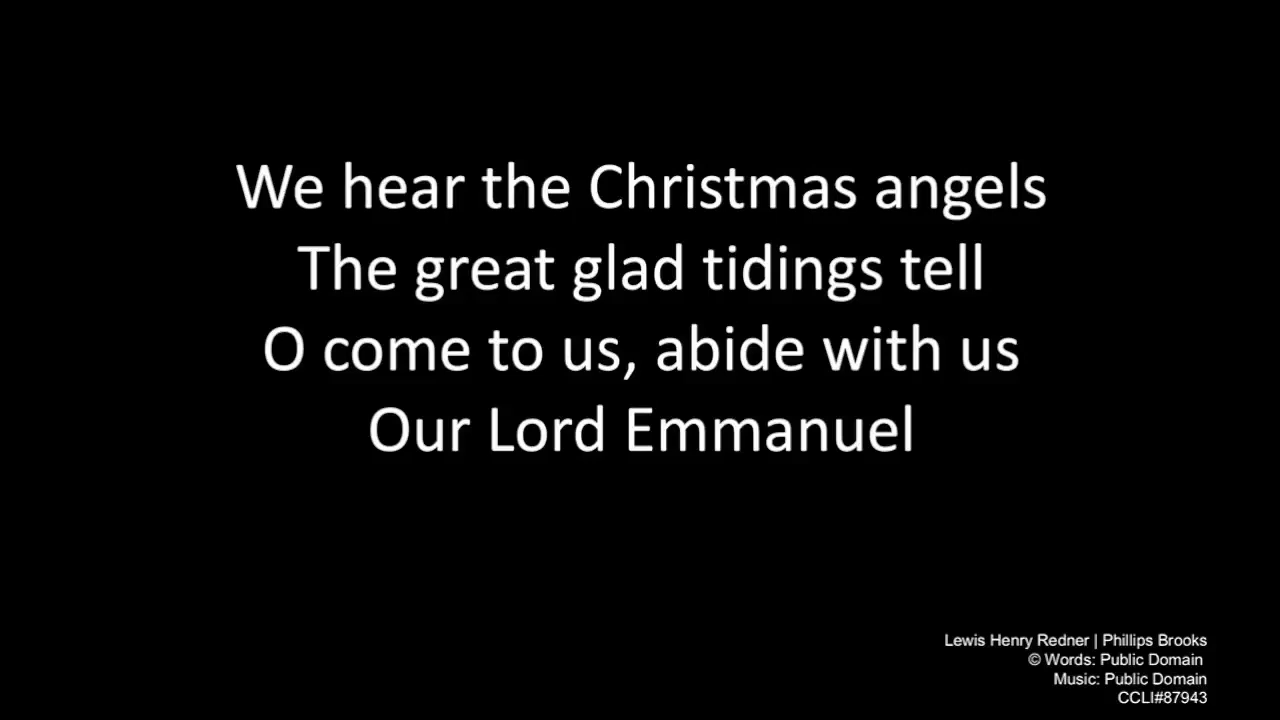 We hear the Christmas angels
The great glad tidings tell
O come to us, abide with us
Our Lord Emmanuel
Lewis Henry Redner | Phillips Brooks
© Words: Public Domain
Music: Public Domain
CCLI#87943